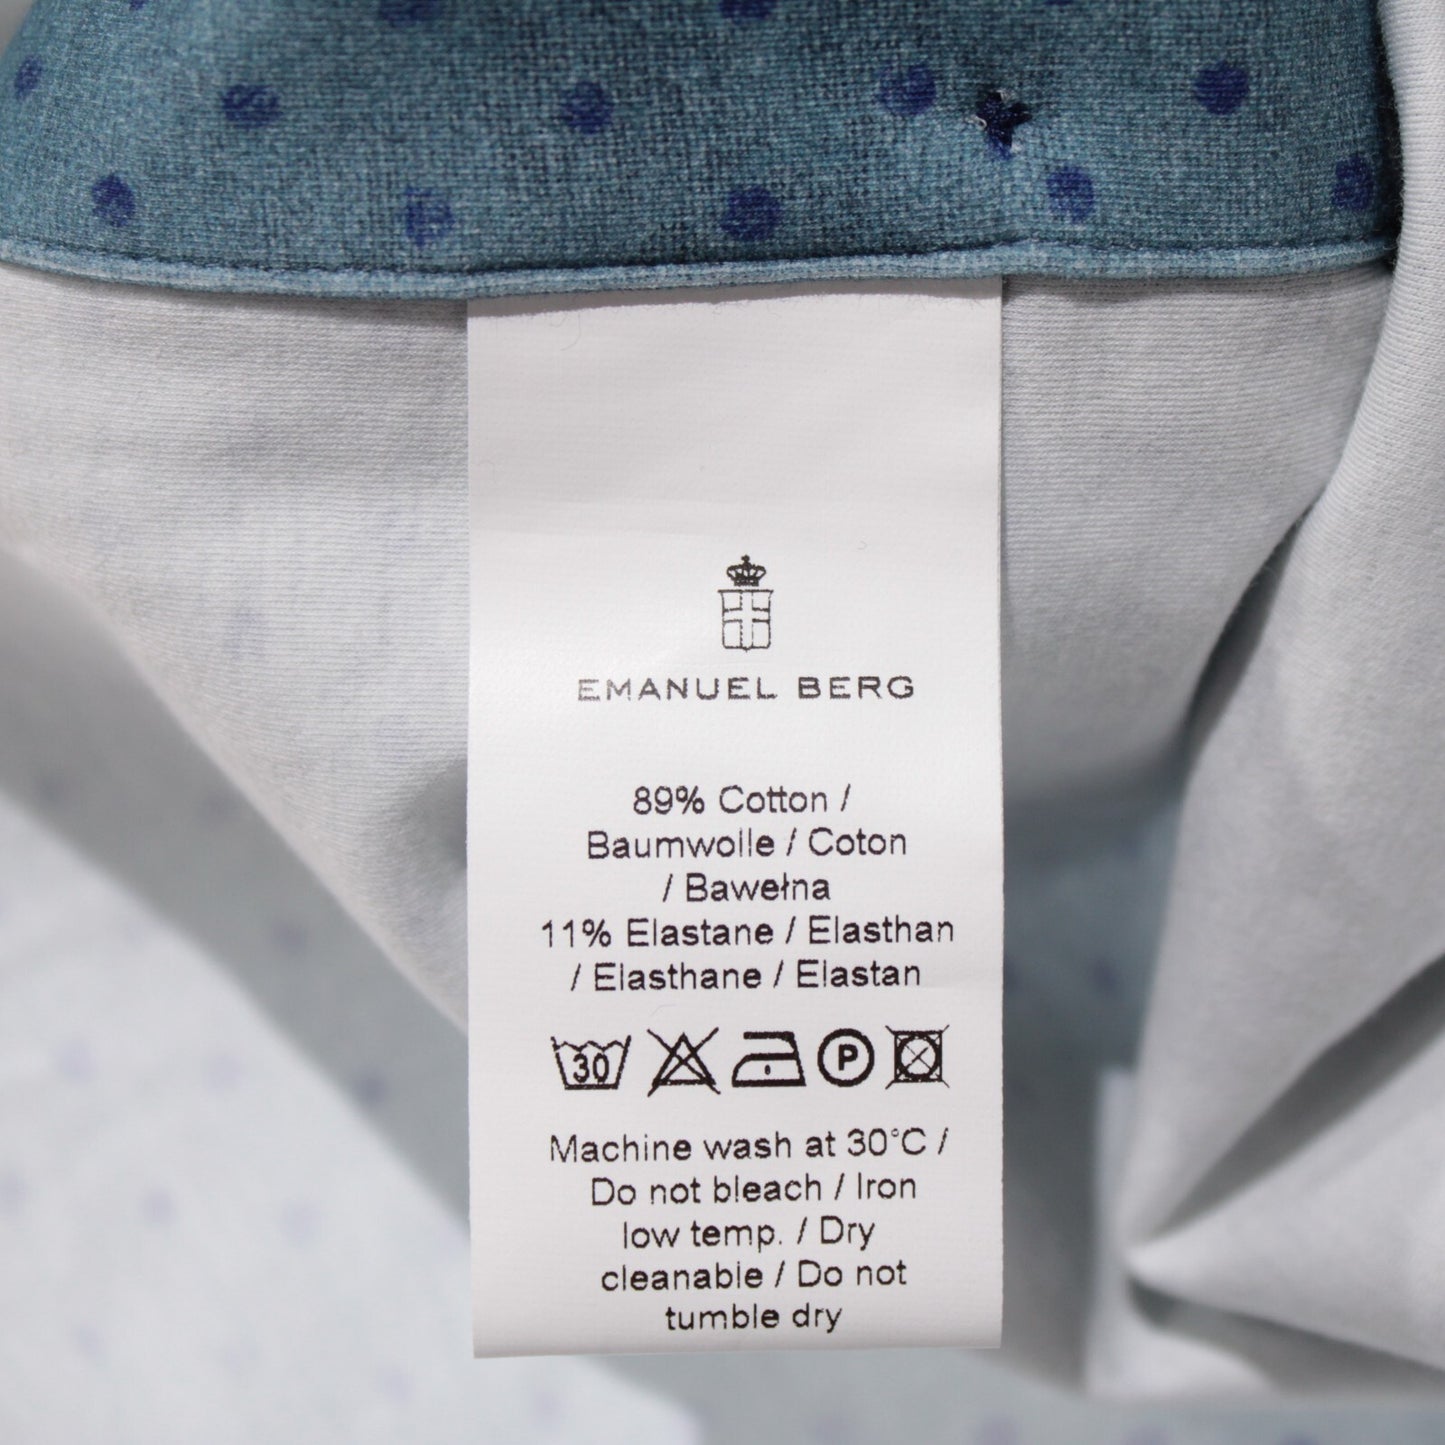 EMANUEL BERG
89% Cotton /
Baumwolle / Coton
/ Bawełna
11% Elastane / Elasthan
/ Elasthane / Elastan
30 P
Machine wash at 30°C /
Do not bleach / Iron
low temp. / Dry
cleanable / Do not
tumble dry